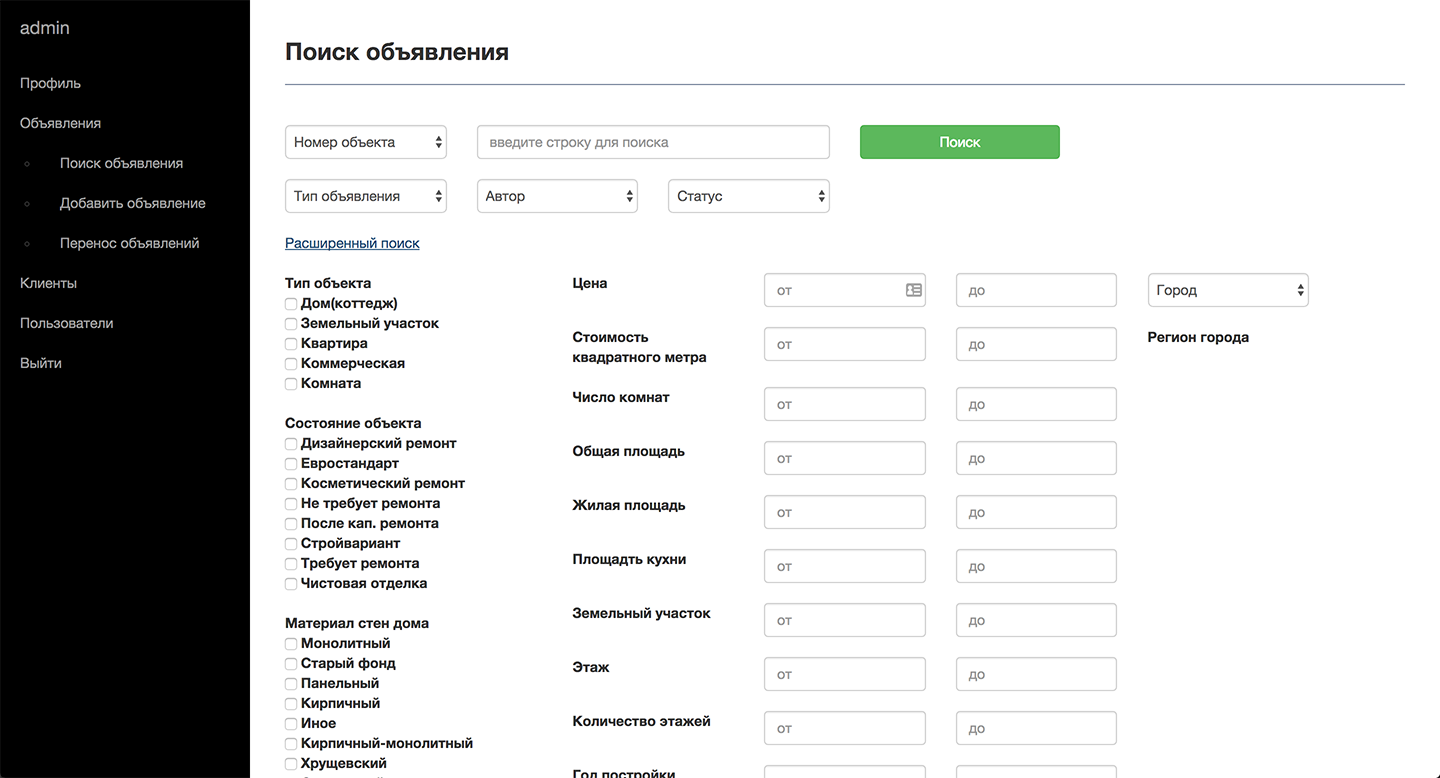 admin
Профиль
Объявления
Поиск объявления
Добавить объявление
Перенос объявлений
Клиенты
Пользователи
Выйти
Поиск объявления
Номер объекта введите строку для поиска Поиск
Тип объявления Автор Статус
Расширенный поиск
Тип объекта
Дом(коттедж)
Земельный участок
Квартира
Коммерческая
Комната
Состояние объекта
Дизайнерский ремонт
Евростандарт
Косметический ремонт
Не требует ремонта
После кап. ремонта
Стройвариант
Требует ремонта
Чистовая отделка
Материал стен дома
Монолитный
Старый фонд
Панельный
Кирпичный
Иное
Кирпичный-монолитный
Хрущевский
Цена от до
Стоимость
квадратного метра от до
Число комнат от до
Общая площадь от до
Жилая площадь от до
Площадть кухни от до
Земельный участок от до
Этаж от до
Количество этажей от до
Год постройки
Город
Регион города